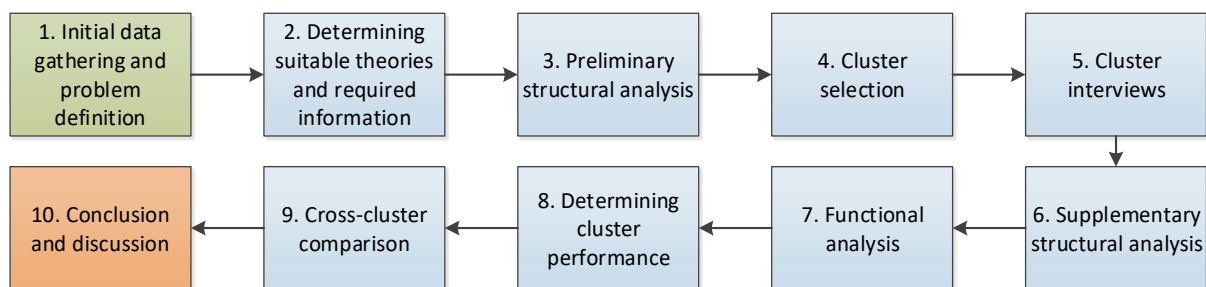 1. Initial data
gathering and
problem
definition
2. Determining
suitable theories
and required
information
3. Preliminary
structural analysis
4. Cluster
selection
5. Cluster
interviews
6. Supplementary
structural analysis
7. Functional
analysis
8. Determining
cluster
performance
9. Cross-cluster
comparison
10. Conclusion
and discussion